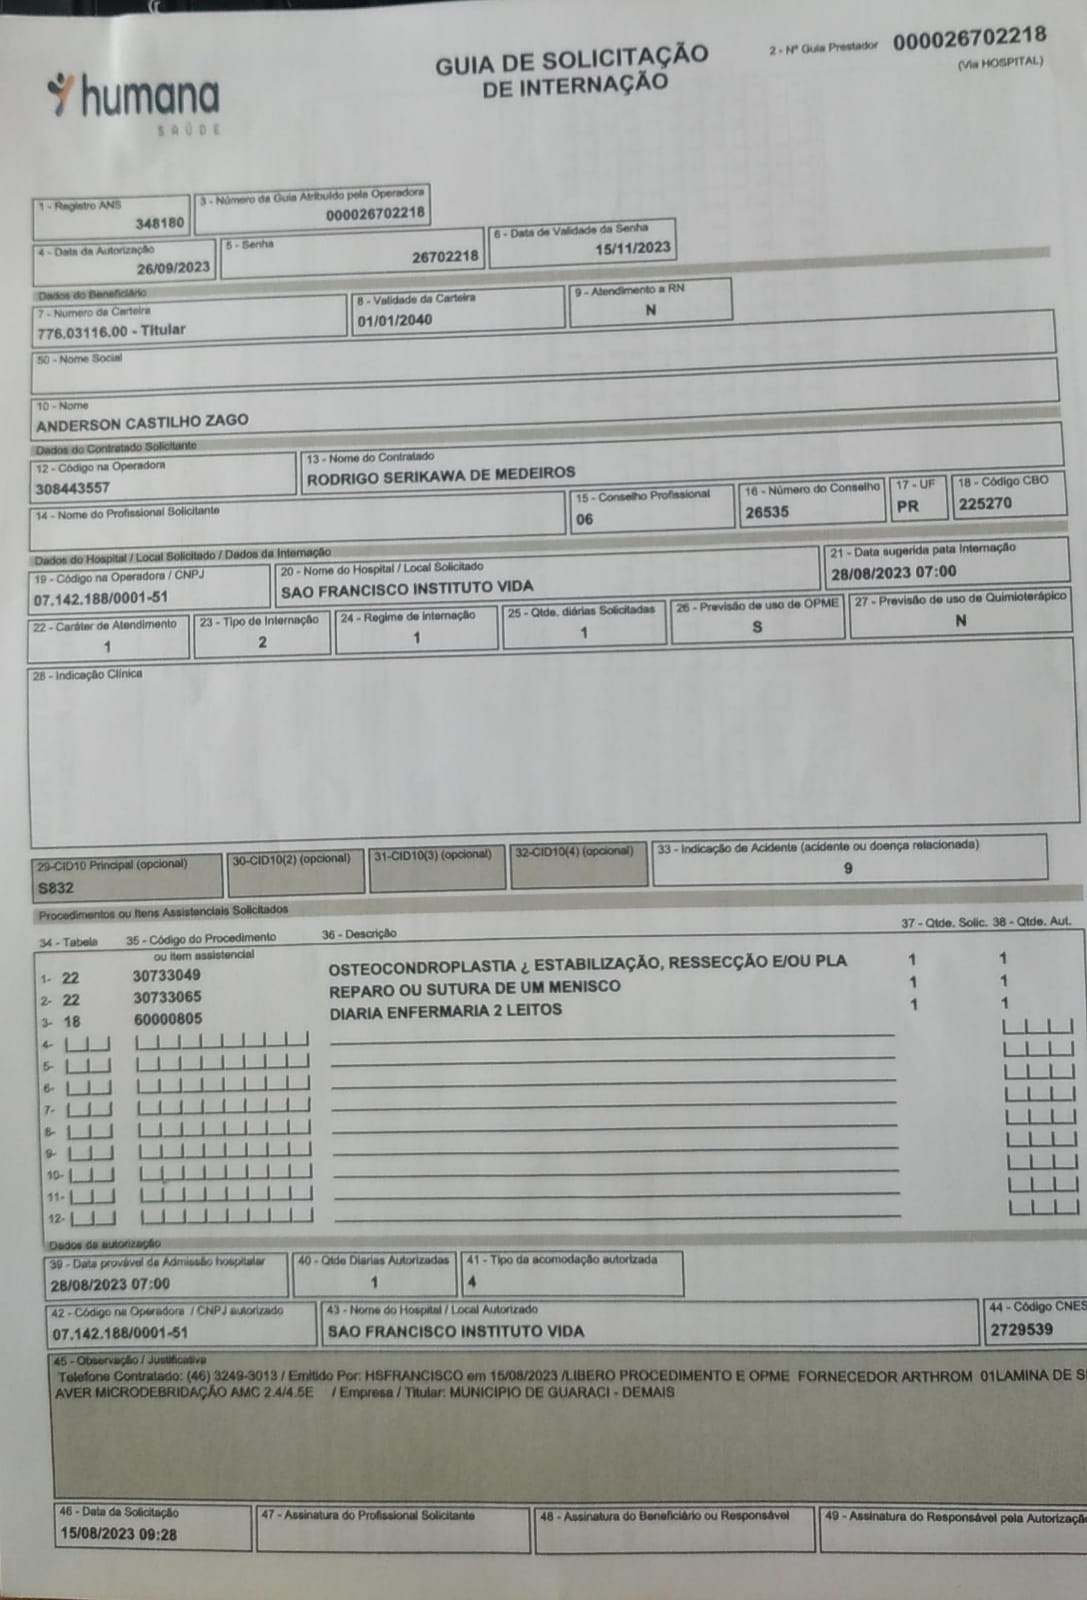 humana
SAÚDE
GUIA DE SOLICITAÇÃO
DE INTERNAÇÃO
2 - Nº Guia Prestador 000026702218
(Via HOSPITAL)
1 - Registro ANS
348180
3 - Número da Guia Atribuído pela Operadora
000026702218
4 - Data da Autorização
26/09/2023
5 - Senha
26702218
6 - Data de Validade da Senha
15/11/2023
Dados do Beneficiário
7 - Numero da Carteira
776.03116.00 - Titular
8 - Validade da Carteira
01/01/2040
9 - Atendimento a RN
N
50 - Nome Social
10 - Nome
ANDERSON CASTILHO ZAGO
Dados do Contratado Solicitante
12 - Código na Operadora
308443557
13 - Nome do Contratado
RODRIGO SERIKAWA DE MEDEIROS
14 - Nome do Profissional Solicitante
15 - Conselho Profissional
06
16 - Número do Conselho
26535
17 - UF
PR
18 - Código CBO
225270
Dados do Hospital / Local Solicitado / Dados da Internação
19 - Código na Operadora / CNPJ
07.142.188/0001-51
20 - Nome do Hospital / Local Solicitado
SAO FRANCISCO INSTITUTO VIDA
21 - Data sugerida pata Internação
28/08/2023 07:00
22 - Caráter de Atendimento
1
23 - Tipo de Internação
2
24 - Regime de internação
1
25 - Qtde. diárias Solicitadas
1
26 - Previsão de uso de OPME
S
27 - Previsão de uso de Quimioterápico
N
28 - Indicação Clínica
29-CID10 Principal (opcional)
S832
30-CID10(2) (opcional)
31-CID10(3) (opcional)
32-CID10(4) (opcional)
33 - Indicação de Acidente (acidente ou doença relacionada)
9
Procedimentos ou Itens Assistenciais Solicitados
34 - Tabela 35 - Código do Procedimento 36 - Descrição 37 - Qtde. Solic. 38 - Qtde. Aut.
ou item assistencial
1- 22 30733049 OSTEOCONDROPLASTIA ¿ ESTABILIZAÇÃO, RESSECÇÃO E/OU PLA 1 1
2- 22 30733065 REPARO OU SUTURA DE UM MENISCO 1 1
3- 18 60000805 DIARIA ENFERMARIA 2 LEITOS 1 1
4-
5-
6-
7-
8-
9-
10-
11-
12-
Dados da autorização
39 - Data provável da Admissão hospitalar
28/08/2023 07:00
40 - Qtde Diarias Autorizadas
1
41 - Tipo da acomodação autorizada
4
42 - Código na Operadora / CNPJ autorizado
07.142.188/0001-51
43 - Nome do Hospital / Local Autorizado
SAO FRANCISCO INSTITUTO VIDA
44 - Código CNES
2729539
45 - Observação / Justificativa
Telefone Contratado: (46) 3249-3013 / Emitido Por: HSFRANCISCO em 15/08/2023 /LIBERO PROCEDIMENTO E OPME FORNECEDOR ARTHROM 01LAMINA DE S
AVER MICRODEBRIDAÇÃO AMC 2.4/4.5E / Empresa / Titular: MUNICIPIO DE GUARACI - DEMAIS
46 - Data da Solicitação
15/08/2023 09:28
47 - Assinatura do Profissional Solicitante
48 - Assinatura do Beneficiário ou Responsável
49 - Assinatura do Responsável pela Autorização